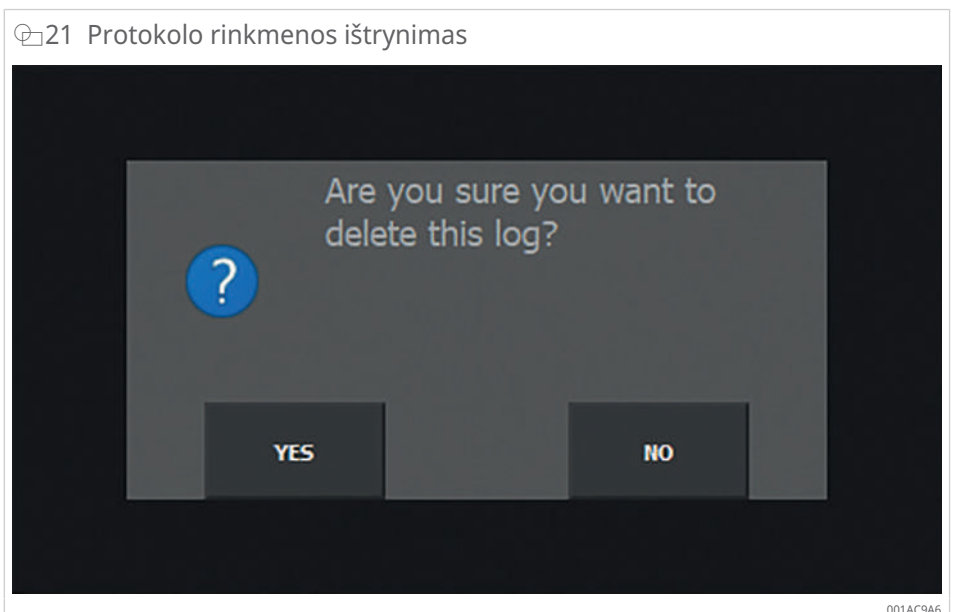 21 Protokolo rinkmenos ištrynimas
Are you sure you want to
delete this log?
?
YES
NO
001AC9A6